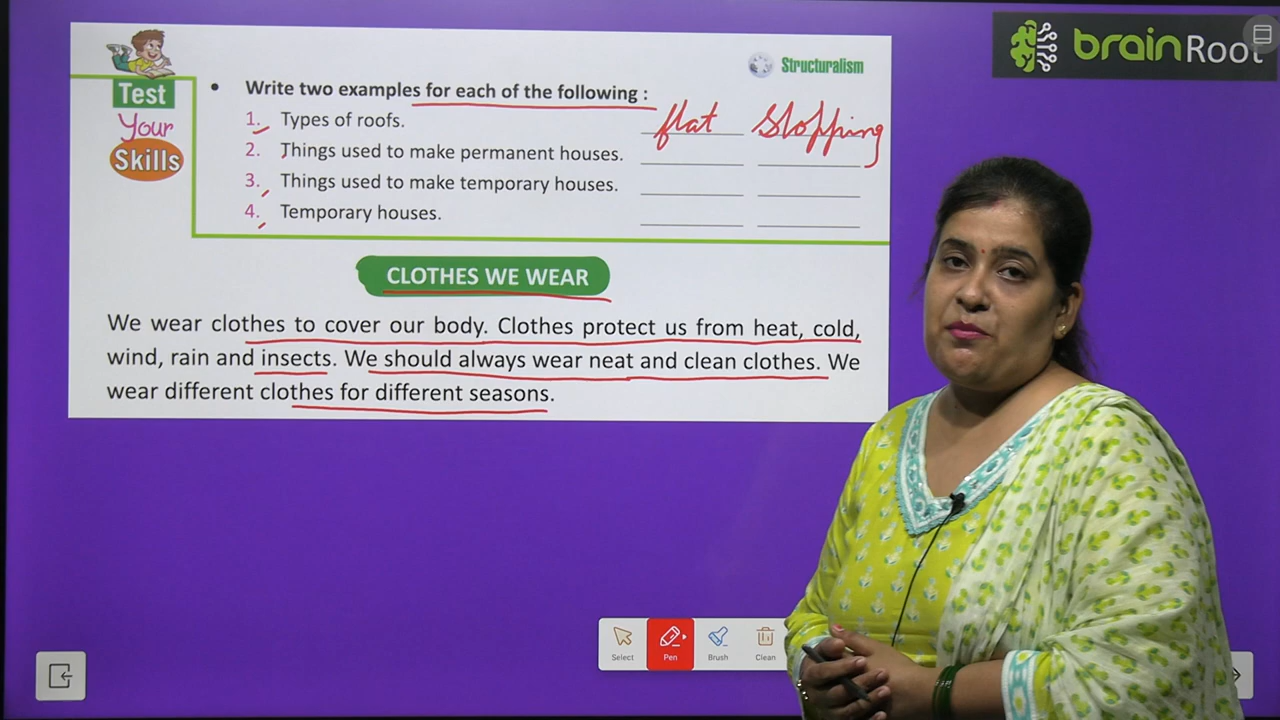 brainRoot
Structuralism
Test
Your
Skills
• Write two examples for each of the following :
1. Types of roofs. flat slopping
2. Things used to make permanent houses.
3. Things used to make temporary houses.
4. Temporary houses.
CLOTHES WE WEAR
We wear clothes to cover our body. Clothes protect us from heat, cold,
wind, rain and insects. We should always wear neat and clean clothes. We
wear different clothes for different seasons.
Select Pen Brush Clean